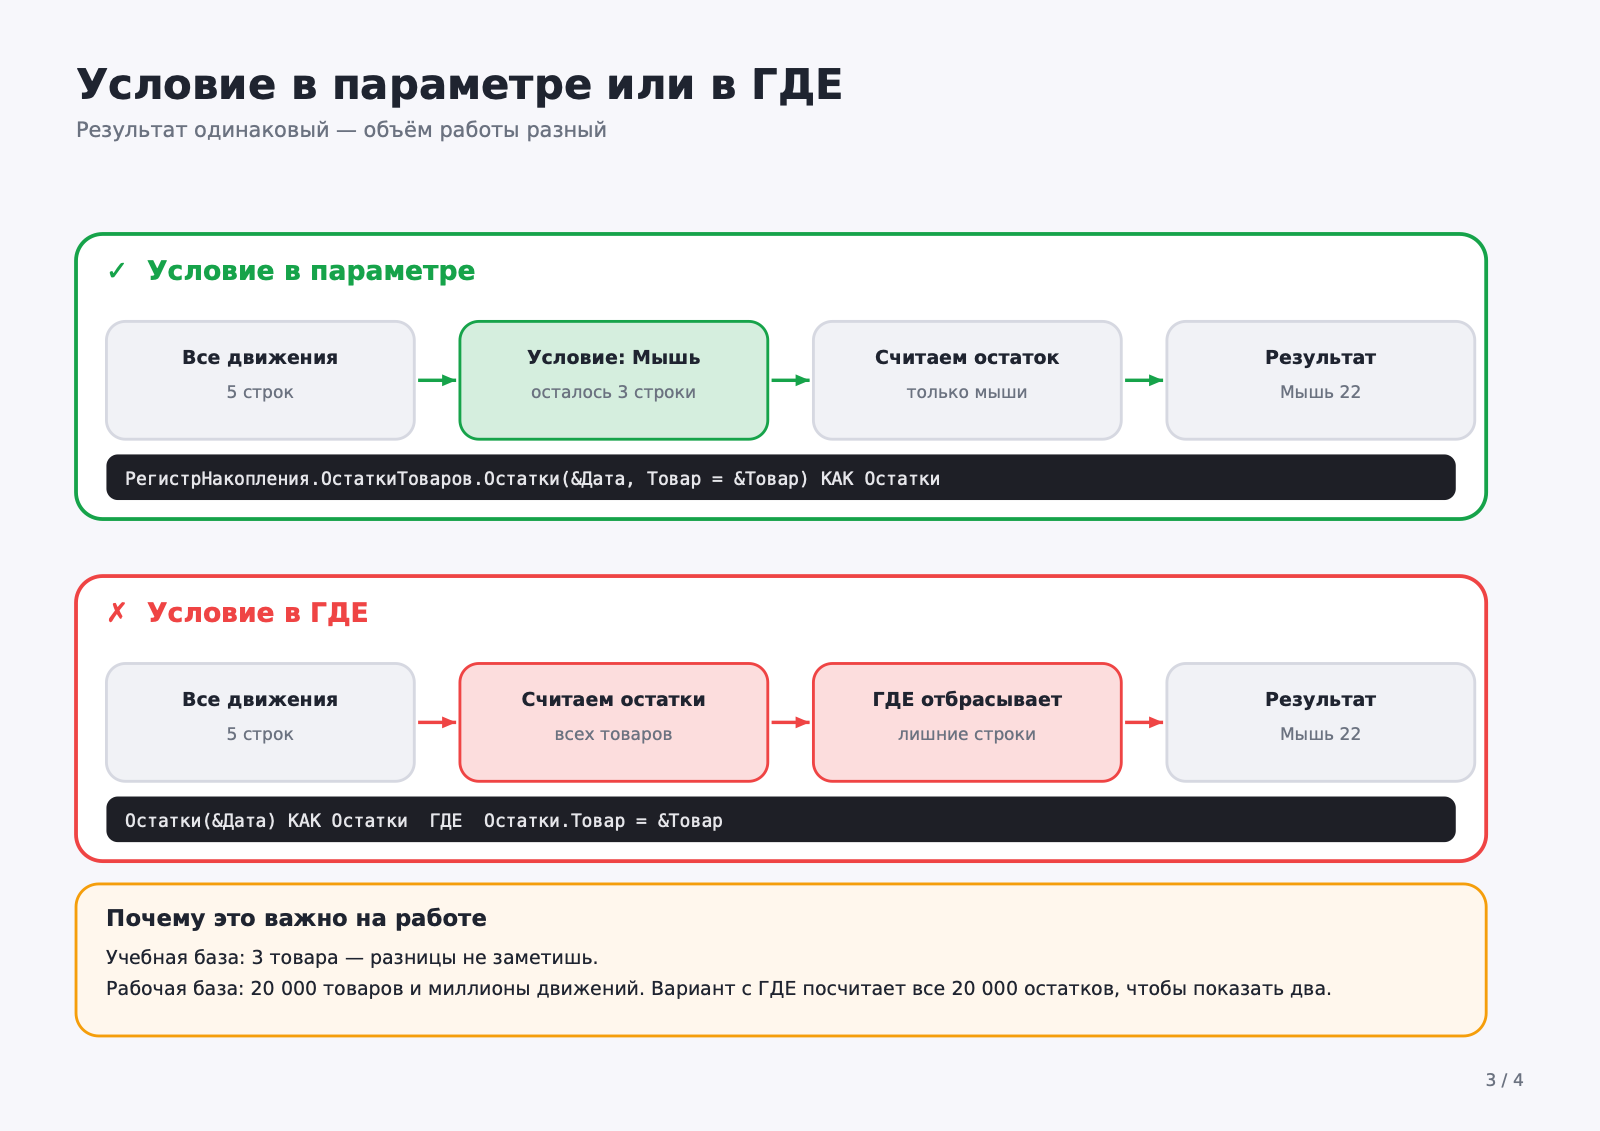 Условие в параметре или в ГДЕ
Результат одинаковый — объём работы разный
✓ Условие в параметре
Все движения
5 строк
Условие: Мышь
осталось 3 строки
Считаем остаток
только мыши
Результат
Мышь 22
РегистрНакопления.ОстаткиТоваров.Остатки(&Дата, Товар = &Товар) КАК Остатки
✗ Условие в ГДЕ
Все движения
5 строк
Считаем остатки
всех товаров
ГДЕ отбрасывает
лишние строки
Результат
Мышь 22
Остатки(&Дата) КАК Остатки  ГДЕ  Остатки.Товар = &Товар
Почему это важно на работе
Учебная база: 3 товара — разницы не заметишь.
Рабочая база: 20 000 товаров и миллионы движений. Вариант с ГДЕ посчитает все 20 000 остатков, чтобы показать два.
3 / 4